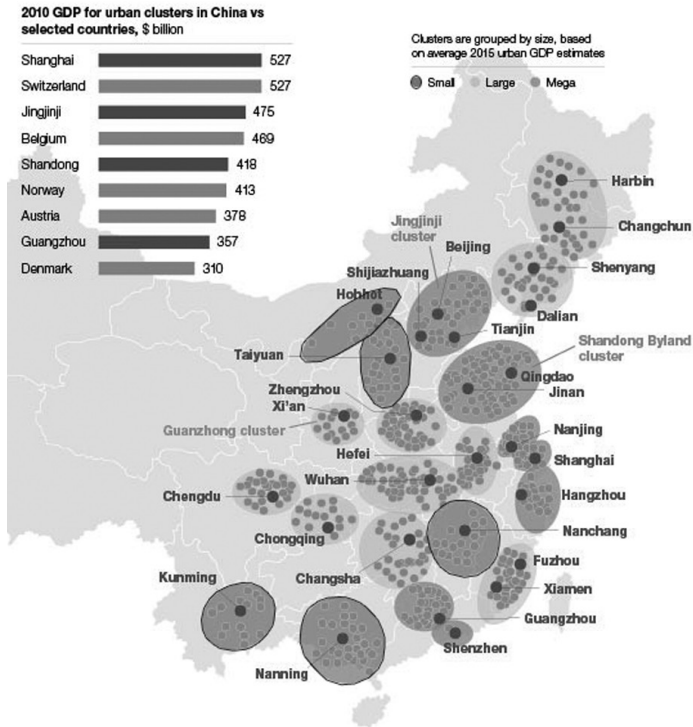 2010 GDP for urban clusters in China vs
selected countries, $ billion
Shanghai 527
Switzerland 527
Jingjinji 475
Belgium 469
Shandong 418
Norway 413
Austria 378
Guangzhou 357
Denmark 310
Clusters are grouped by size, based
on average 2015 urban GDP estimates
Small Large Mega
Harbin
Changchun
Jingjinji
cluster
Beijing
Shenyang
Shijiazhuang
Hohhot
Dalian
Tianjin
Shandong Byland
cluster
Taiyuan
Qingdao
Zhengzhou
Jinan
Xi'an
Guanzhong cluster
Nanjing
Hefei
Shanghai
Wuhan
Chengdu
Hangzhou
Chongqing
Nanchang
Fuzhou
Kunming
Changsha
Xiamen
Guangzhou
Shenzhen
Nanning